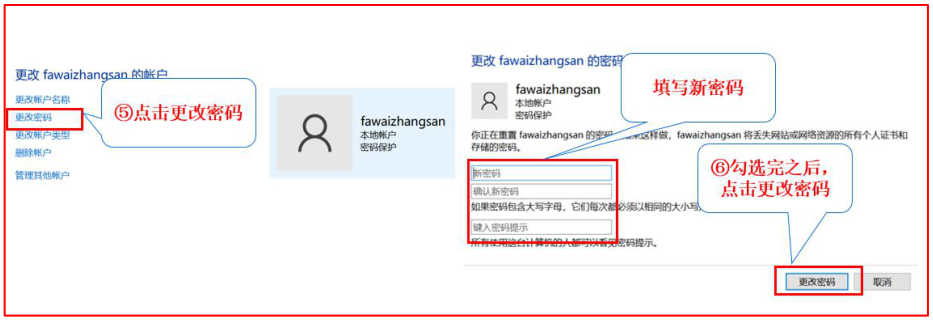 更改 fawaizhangsan 的帐户
更改帐户名称
更改密码
更改帐户类型
删除帐户
管理其他帐户
⑤点击更改密码
fawaizhangsan
本地帐户
密码保护
更改 fawaizhangsan 的密码
填写新密码
fawaizhangsan
本地帐户
密码保护
你正在重置 fawaizhangsan 的密码 如果这样做，fawaizhangsan 将丢失网站或网络资源的所有个人证书和
存储的密码。
新密码
确认新密码
如果密码包含大写字母，它们每次都必须以相同的大小写
键入密码提示
所有使用这台计算机的人都可以看见密码提示。
⑥勾选完之后，
点击更改密码
更改密码
取消